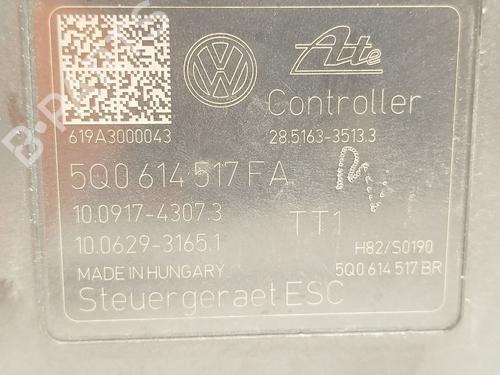 Ate
Controller
619A3000043
28.5163-3513.3
5Q0 614 517 FA
10.0917-4307.3
TT1
10.0629-3165.1
H82/S0190
MADE IN HUNGARY
5Q0 614 517 BR
Steuergeraet ESC